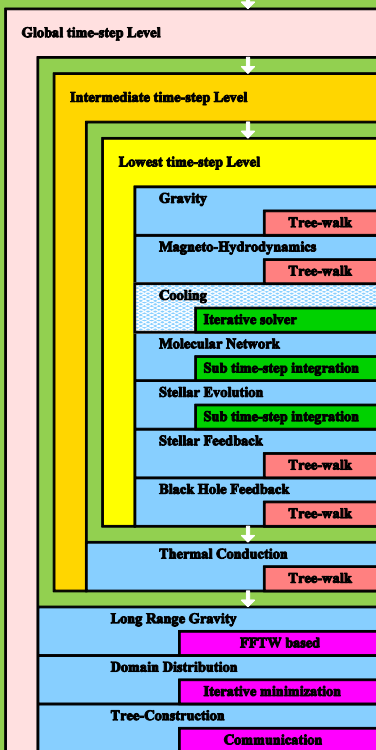 Global time-step Level
Intermediate time-step Level
Lowest time-step Level
Gravity
Tree-walk
Magneto-Hydrodynamics
Tree-walk
Cooling
Iterative solver
Molecular Network
Sub time-step integration
Stellar Evolution
Sub time-step integration
Stellar Feedback
Tree-walk
Black Hole Feedback
Tree-walk
Thermal Conduction
Tree-walk
Long Range Gravity
FFTW based
Domain Distribution
Iterative minimization
Tree-Construction
Communication